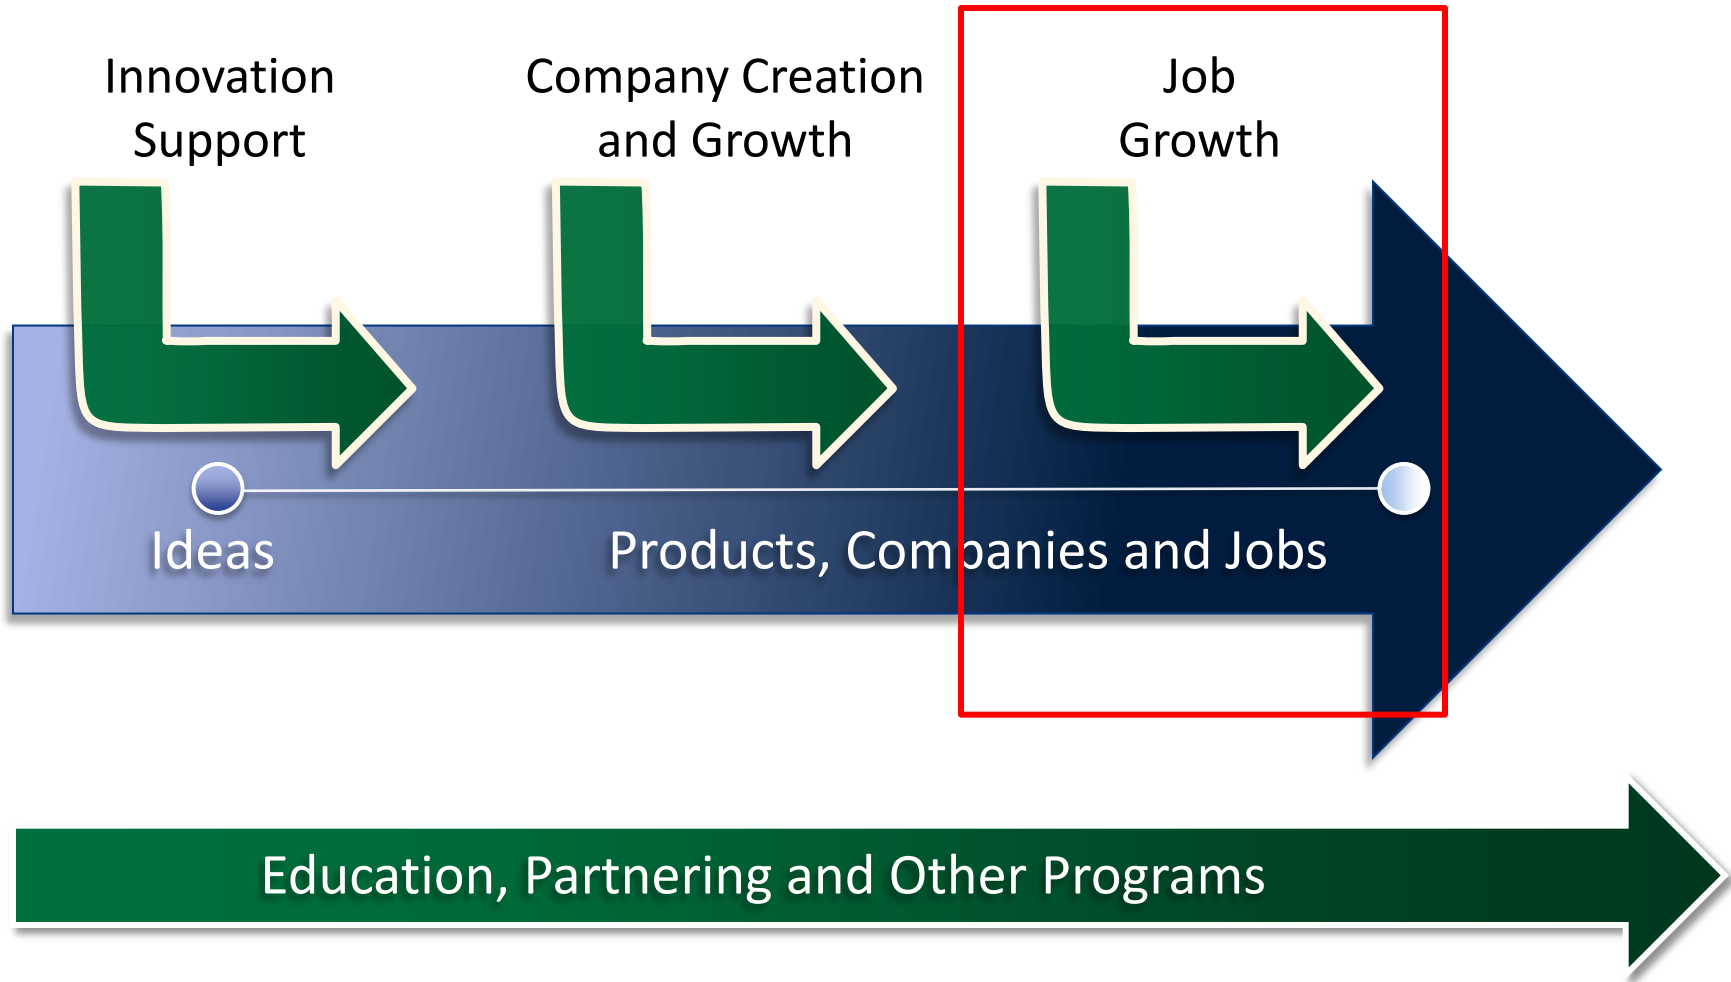 Innovation
Support
Company Creation
and Growth
Job
Growth
Ideas
Products, Companies and Jobs
Education, Partnering and Other Programs